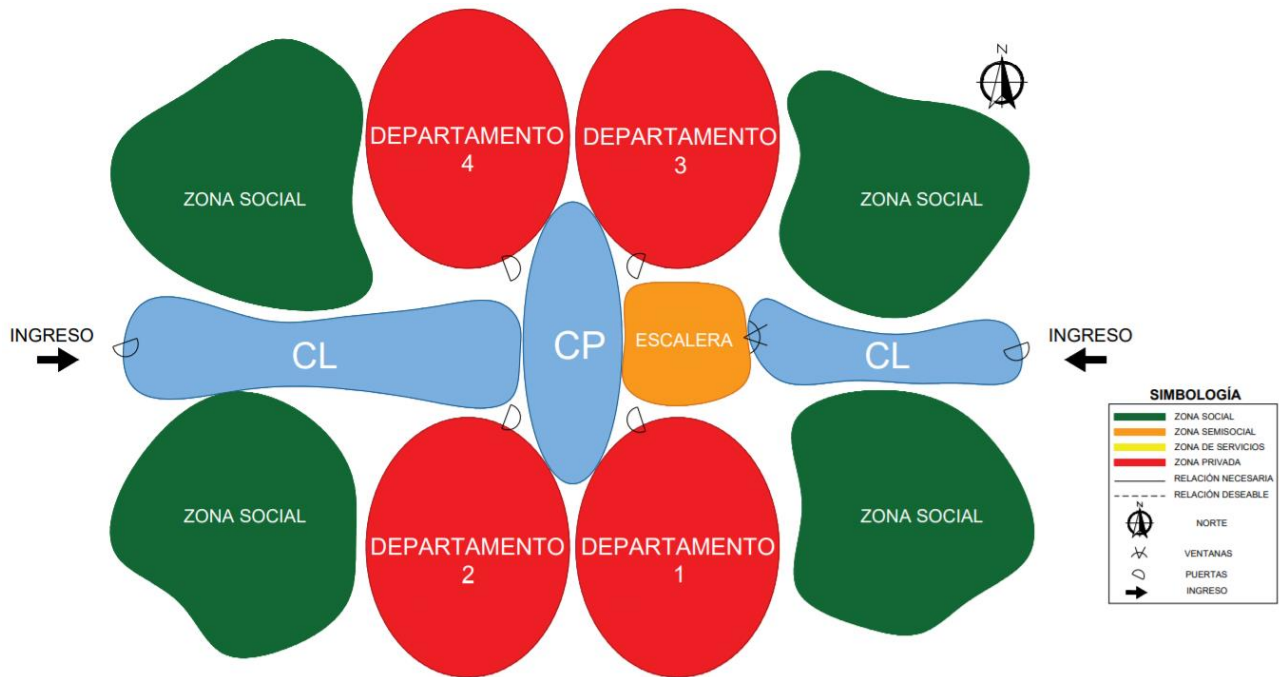 N
DEPARTAMENTO
4
DEPARTAMENTO
3
ZONA SOCIAL
ZONA SOCIAL
INGRESO
CL
CP
ESCALERA
CL
INGRESO
ZONA SOCIAL
DEPARTAMENTO
2
DEPARTAMENTO
1
ZONA SOCIAL
SIMBOLOGÍA
ZONA SOCIAL
ZONA SEMISOCIAL
ZONA DE SERVICIOS
ZONA PRIVADA
RELACIÓN NECESARIA
RELACIÓN DESEABLE
N
NORTE
VENTANAS
PUERTAS
INGRESO